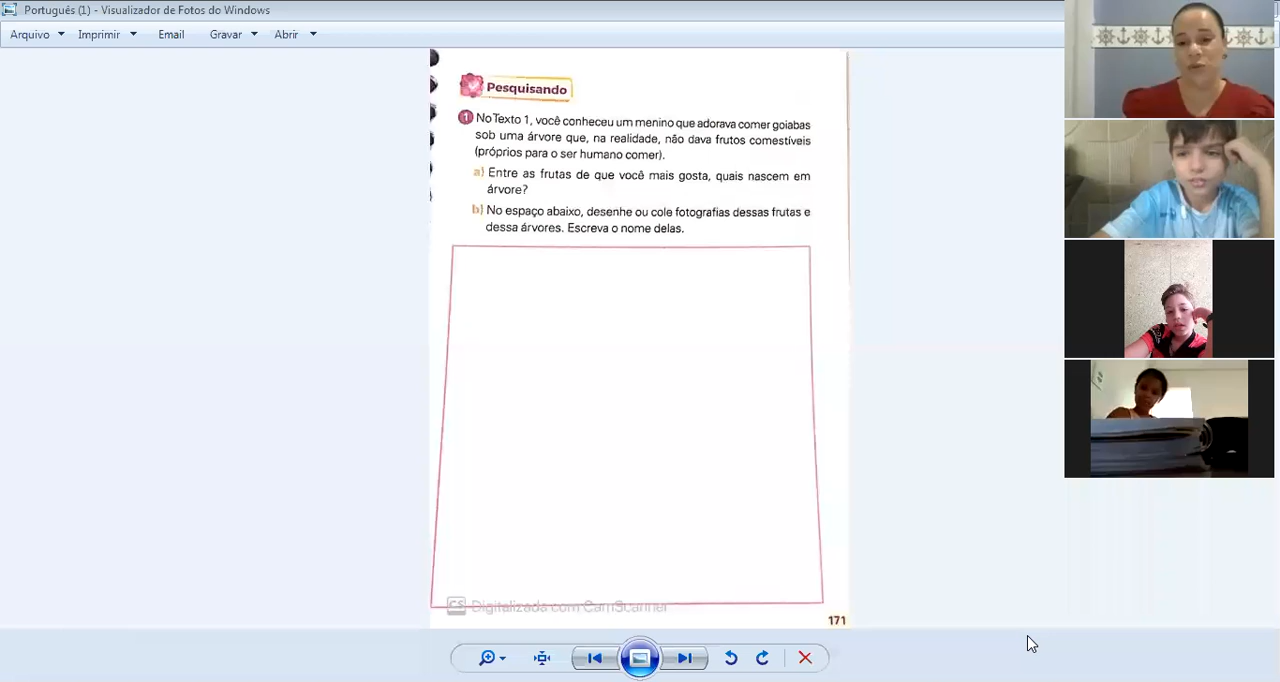 Português (1) - Visualizador de Fotos do Windows
Arquivo Imprimir Email Gravar Abrir
Pesquisando
1 No Texto 1, você conheceu um menino que adorava comer goiabas
sob uma árvore que, na realidade, não dava frutos comestíveis
(próprios para o ser humano comer).
a) Entre as frutas de que você mais gosta, quais nascem em
árvore?
b) No espaço abaixo, desenhe ou cole fotografias dessas frutas e
dessa árvores. Escreva o nome delas.
CS Digitalizada com CamScanner
171